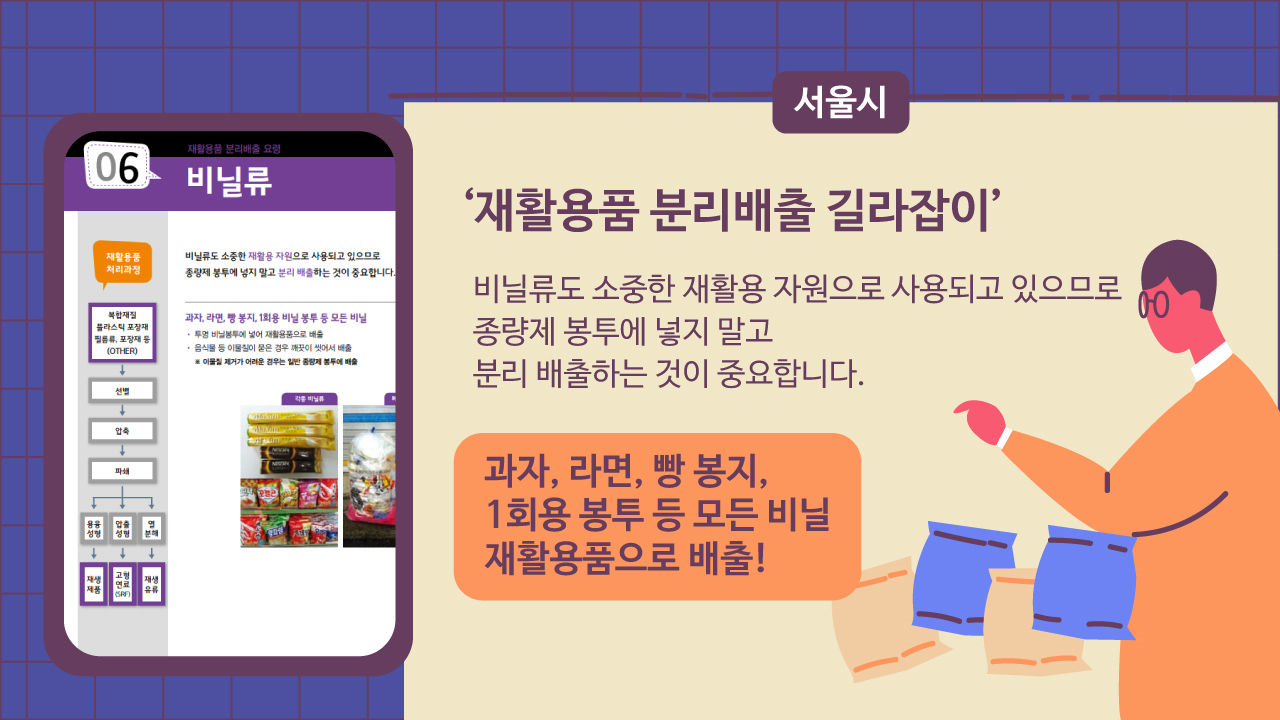 서울시
06
재활용품 분리배출 요령
비닐류
재활용품
처리과정
복합재질
플라스틱 포장재
필름류, 포장재 등
(OTHER)
선별
압축
파쇄
용융
성형
압출
성형
열
분해
재생
제품
고형
연료
(SRF)
재생
유류
비닐류도 소중한 재활용 자원으로 사용되고 있으므로
종량제 봉투에 넣지 말고 분리 배출하는 것이 중요합니다.
과자, 라면, 빵 봉지, 1회용 비닐 봉투 등 모든 비닐
· 투명 비닐봉투에 넣어 재활용품으로 배출
· 음식물 등 이물질이 묻은 경우 깨끗이 씻어서 배출
※ 이물질 제거가 어려운 경우는 일반 종량제 봉투에 배출
각종 비닐류
‘재활용품 분리배출 길라잡이’
비닐류도 소중한 재활용 자원으로 사용되고 있으므로
종량제 봉투에 넣지 말고
분리 배출하는 것이 중요합니다.
과자, 라면, 빵 봉지,
1회용 봉투 등 모든 비닐
재활용품으로 배출!